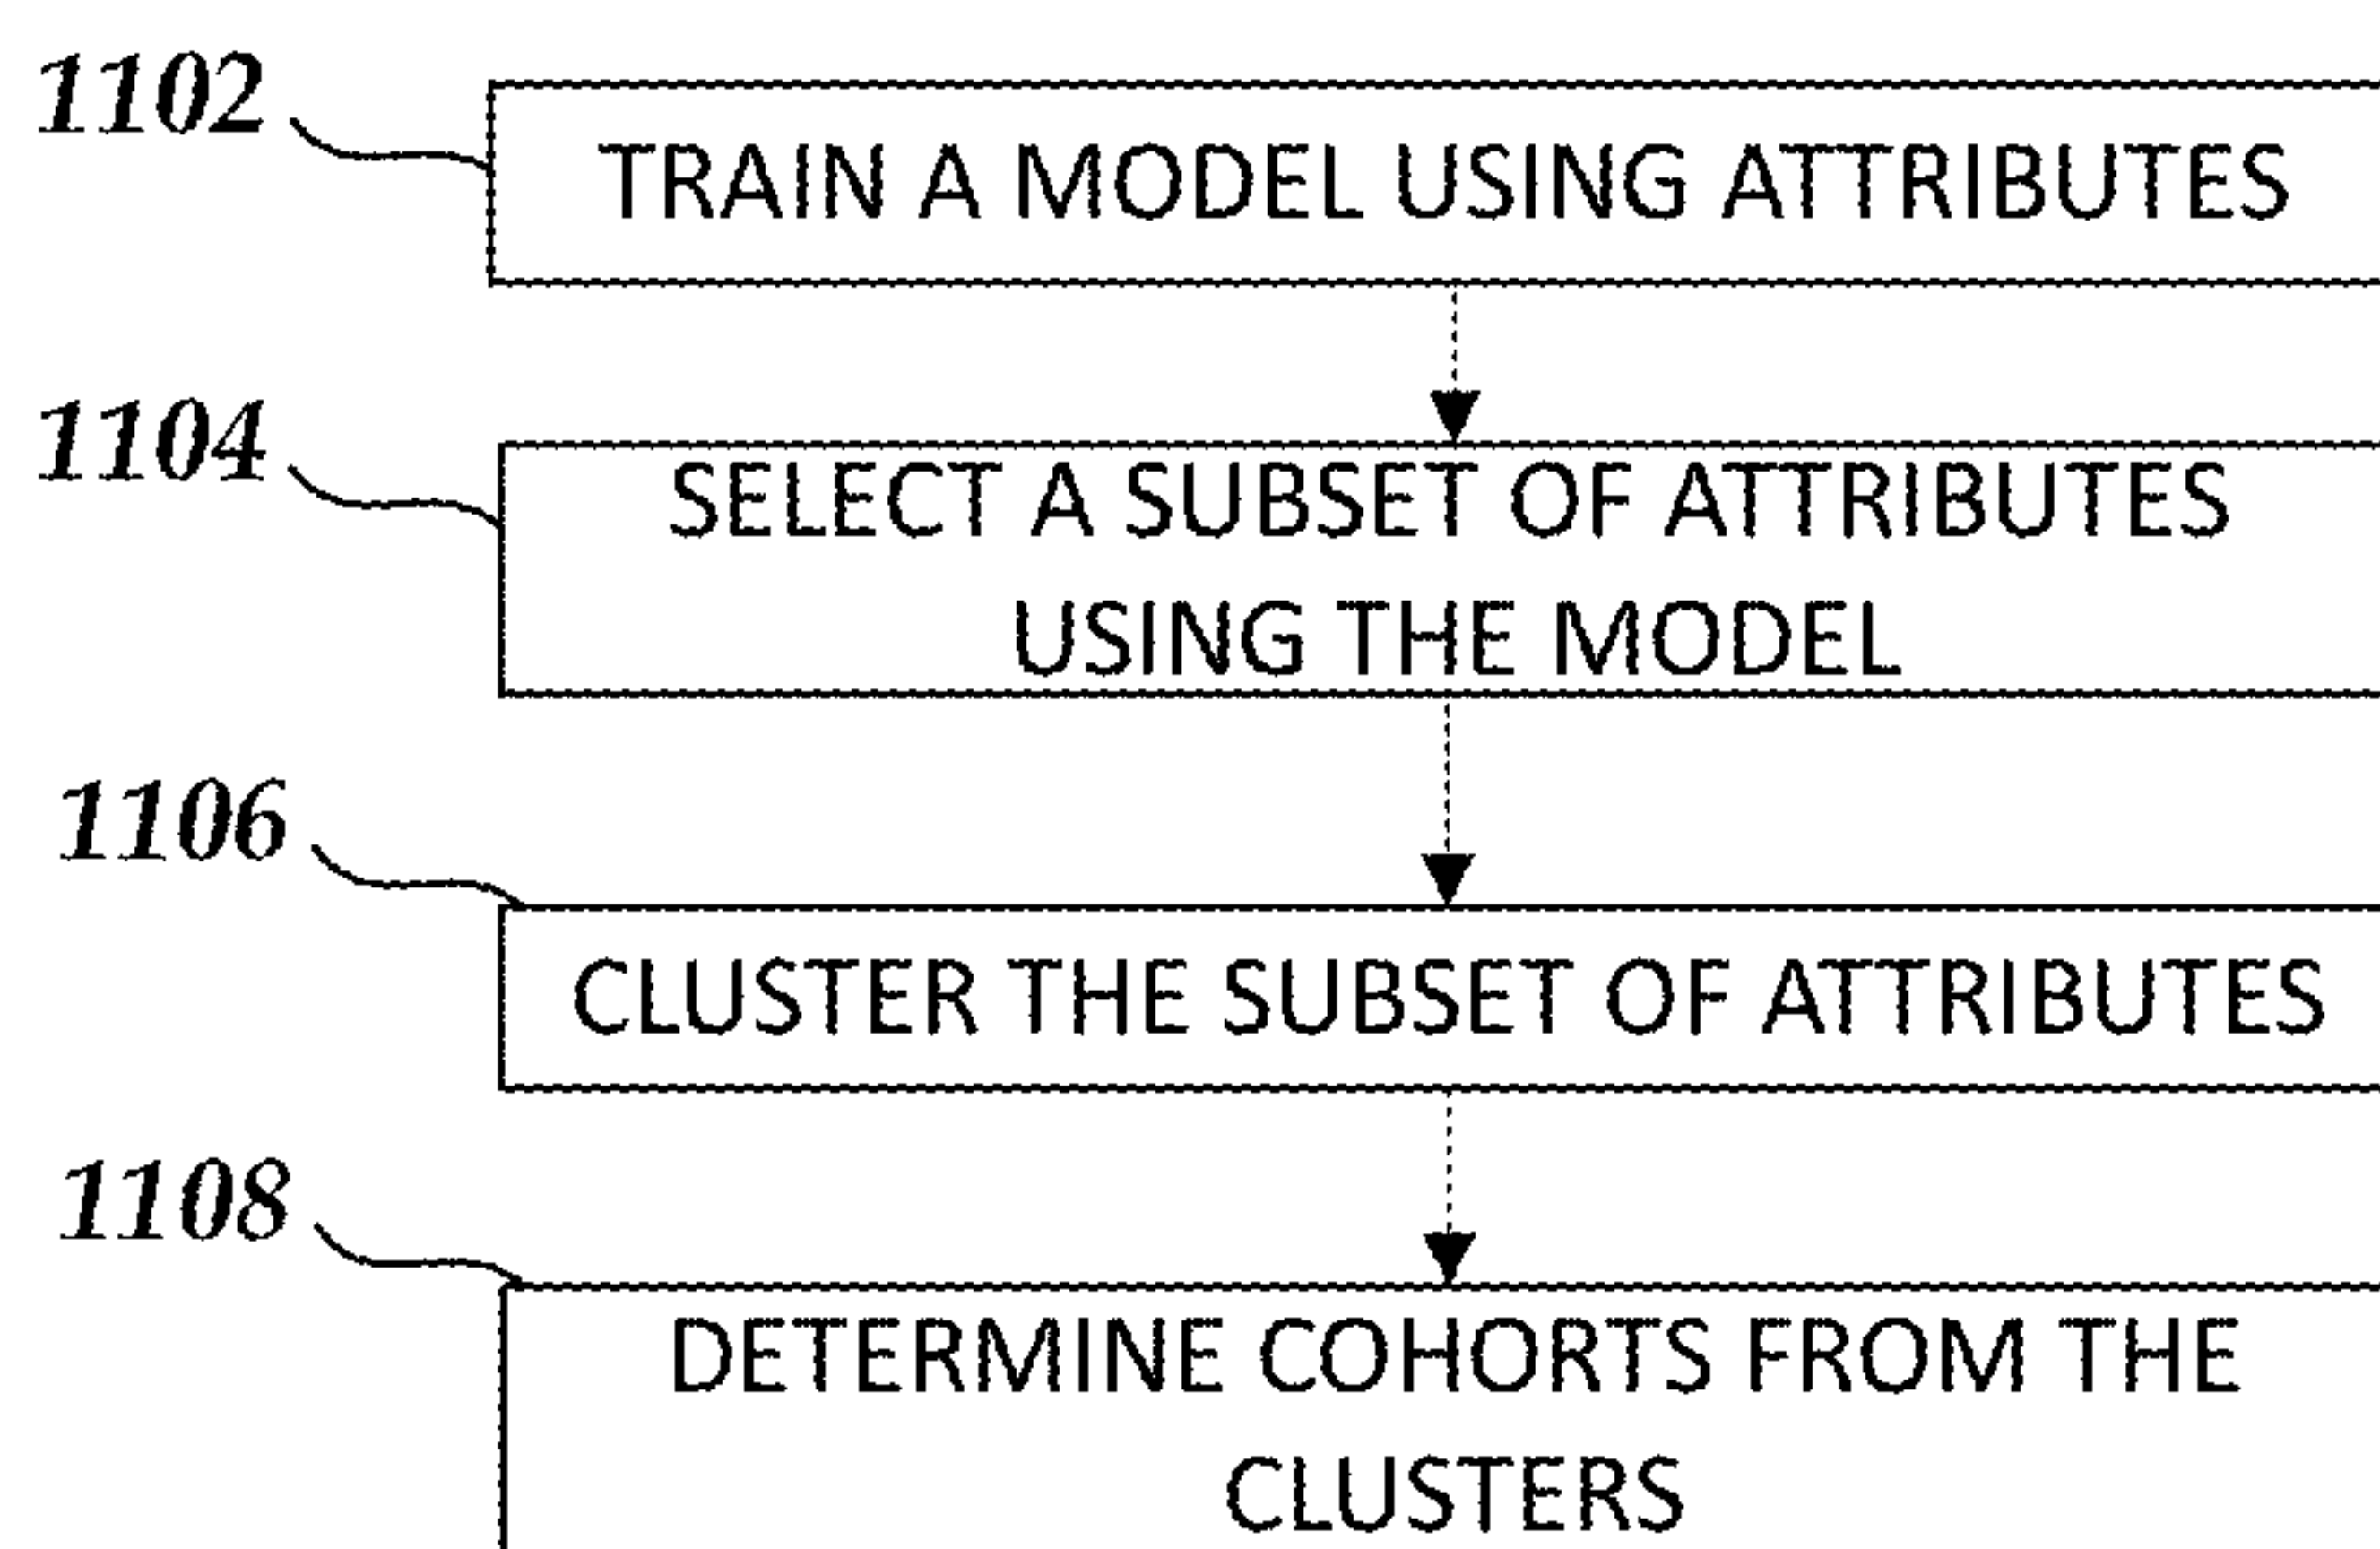 1102
TRAIN A MODEL USING ATTRIBUTES
1104
SELECT A SUBSET OF ATTRIBUTES
USING THE MODEL
1106
CLUSTER THE SUBSET OF ATTRIBUTES
1108
DETERMINE COHORTS FROM THE
CLUSTERS